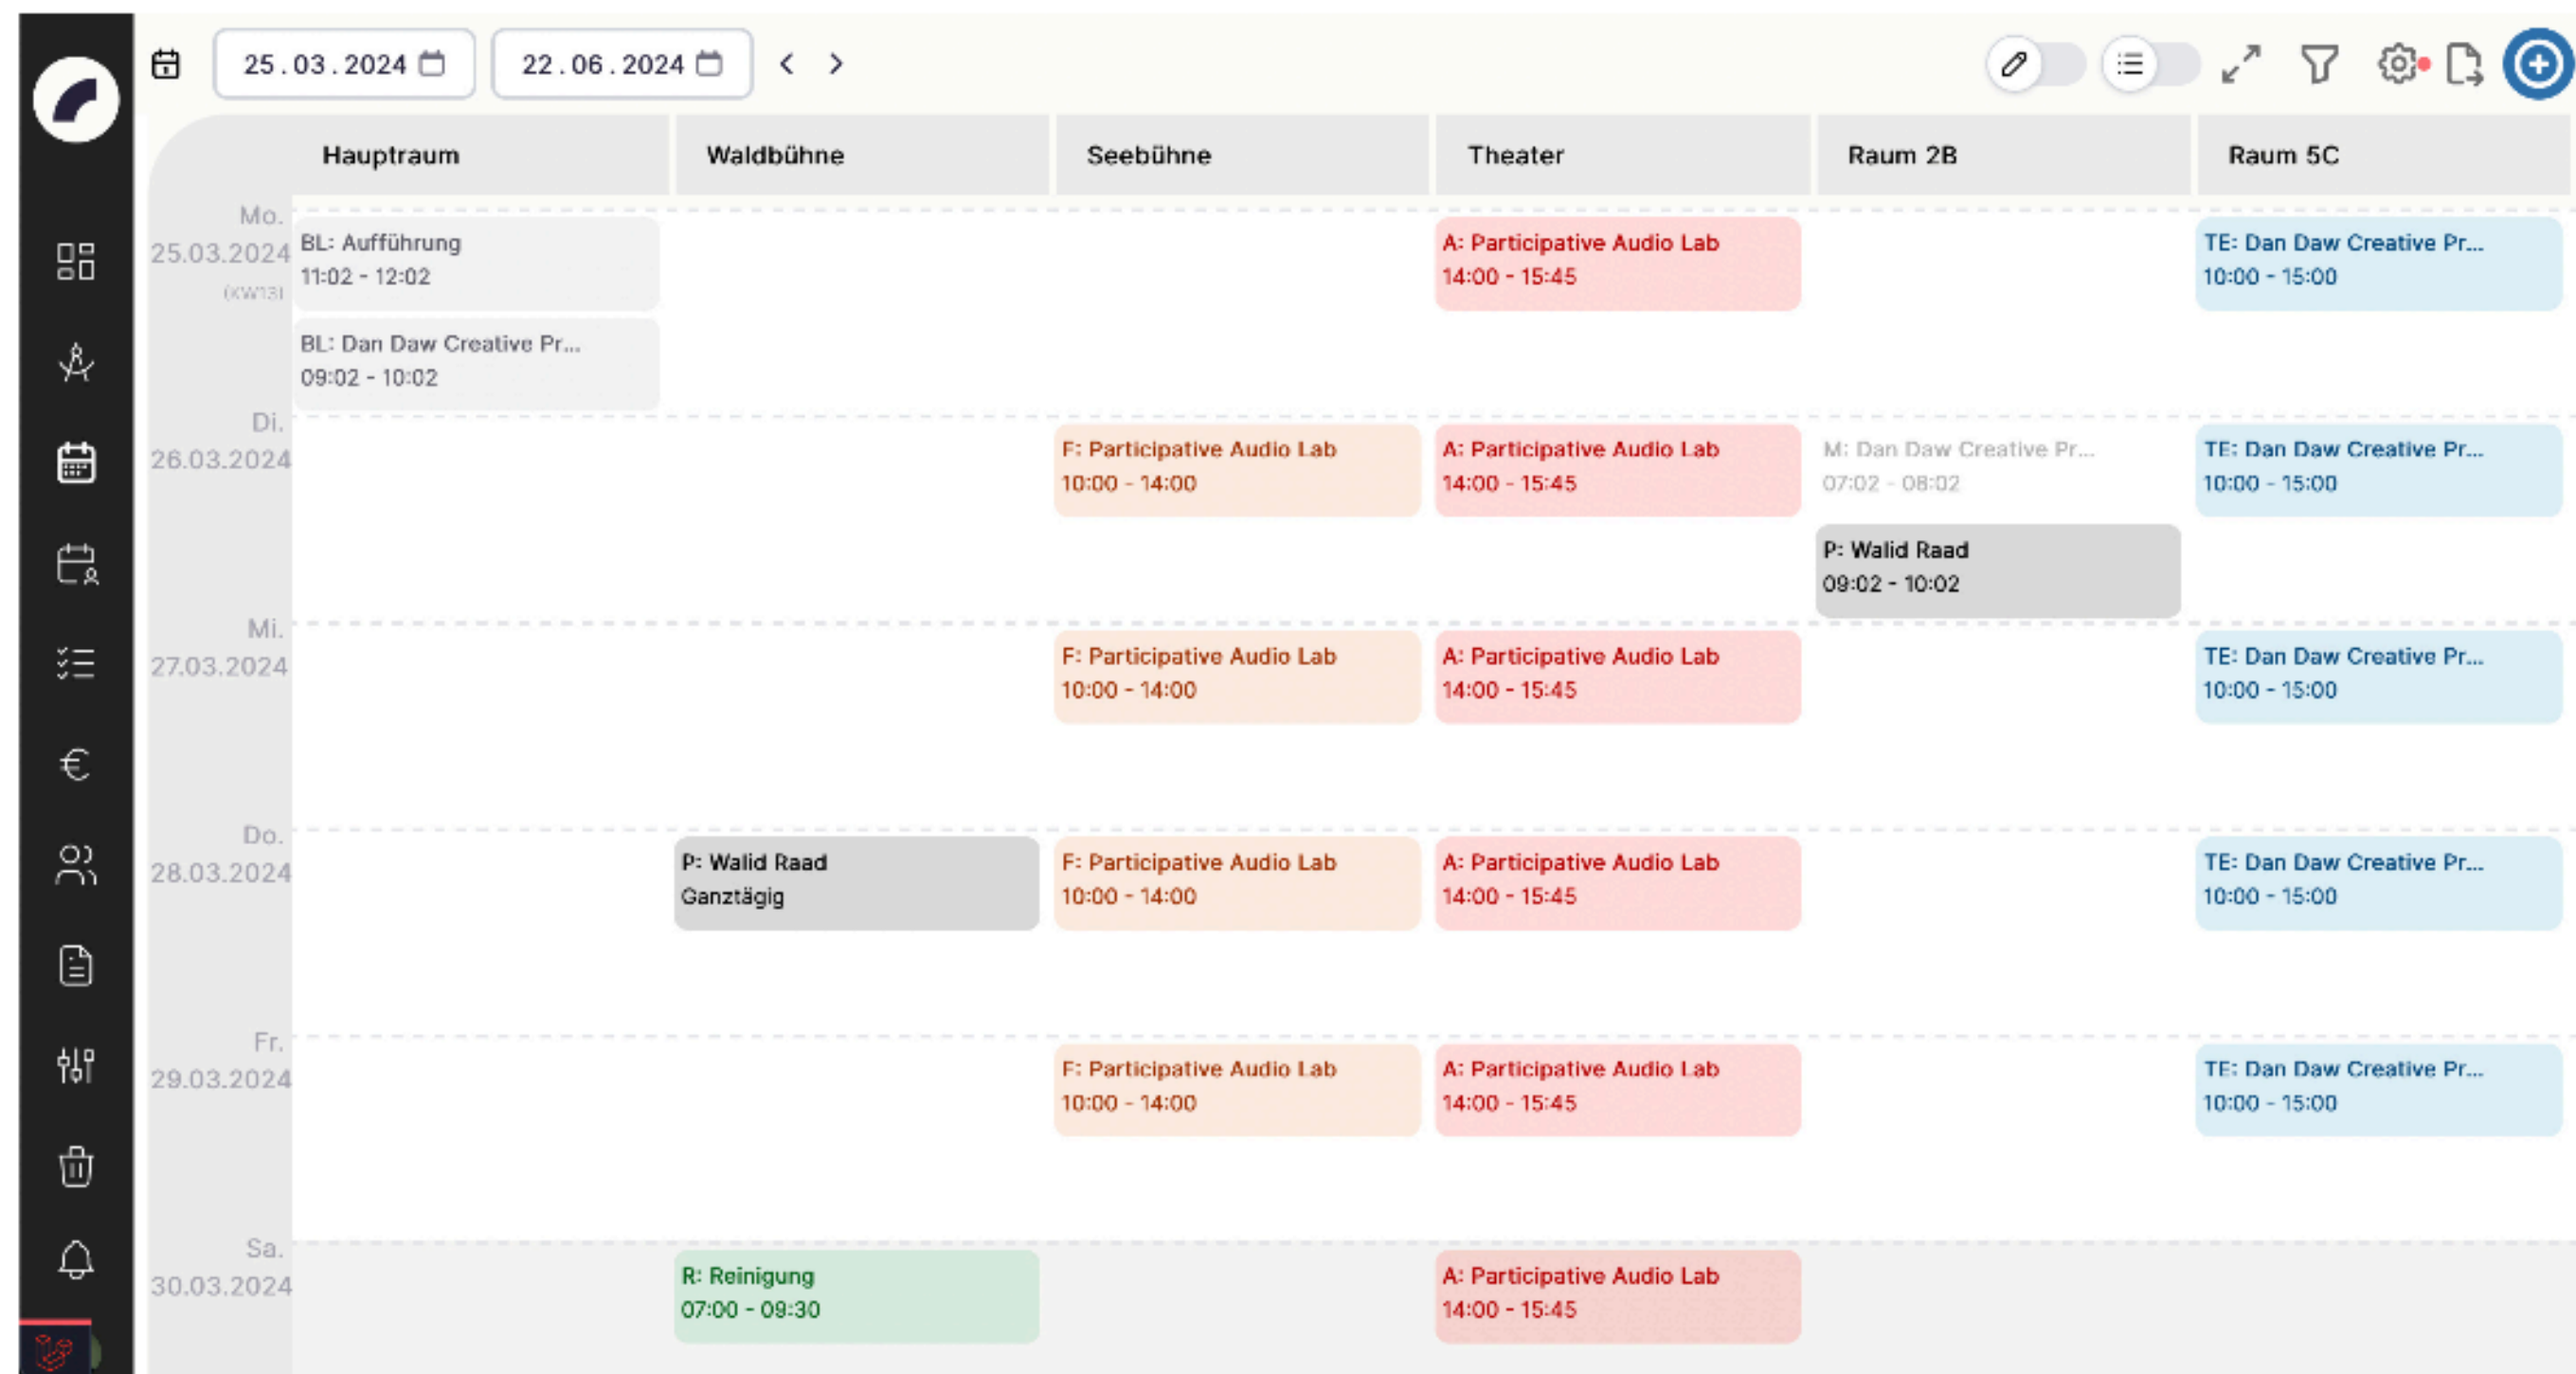 25.03.2024
22.06.2024
Hauptraum
Waldbühne
Seebühne
Theater
Raum 2B
Raum 5C
Mo.
25.03.2024
(KW13)
BL: Aufführung
11:02 - 12:02
BL: Dan Daw Creative Pr...
09:02 - 10:02
A: Participative Audio Lab
14:00 - 15:45
TE: Dan Daw Creative Pr...
10:00 - 15:00
Di.
26.03.2024
F: Participative Audio Lab
10:00 - 14:00
A: Participative Audio Lab
14:00 - 15:45
M: Dan Daw Creative Pr...
07:02 - 08:02
P: Walid Raad
09:02 - 10:02
TE: Dan Daw Creative Pr...
10:00 - 15:00
Mi.
27.03.2024
F: Participative Audio Lab
10:00 - 14:00
A: Participative Audio Lab
14:00 - 15:45
TE: Dan Daw Creative Pr...
10:00 - 15:00
Do.
28.03.2024
P: Walid Raad
Ganztägig
F: Participative Audio Lab
10:00 - 14:00
A: Participative Audio Lab
14:00 - 15:45
TE: Dan Daw Creative Pr...
10:00 - 15:00
Fr.
29.03.2024
F: Participative Audio Lab
10:00 - 14:00
A: Participative Audio Lab
14:00 - 15:45
TE: Dan Daw Creative Pr...
10:00 - 15:00
Sa.
30.03.2024
R: Reinigung
07:00 - 09:30
A: Participative Audio Lab
14:00 - 15:45